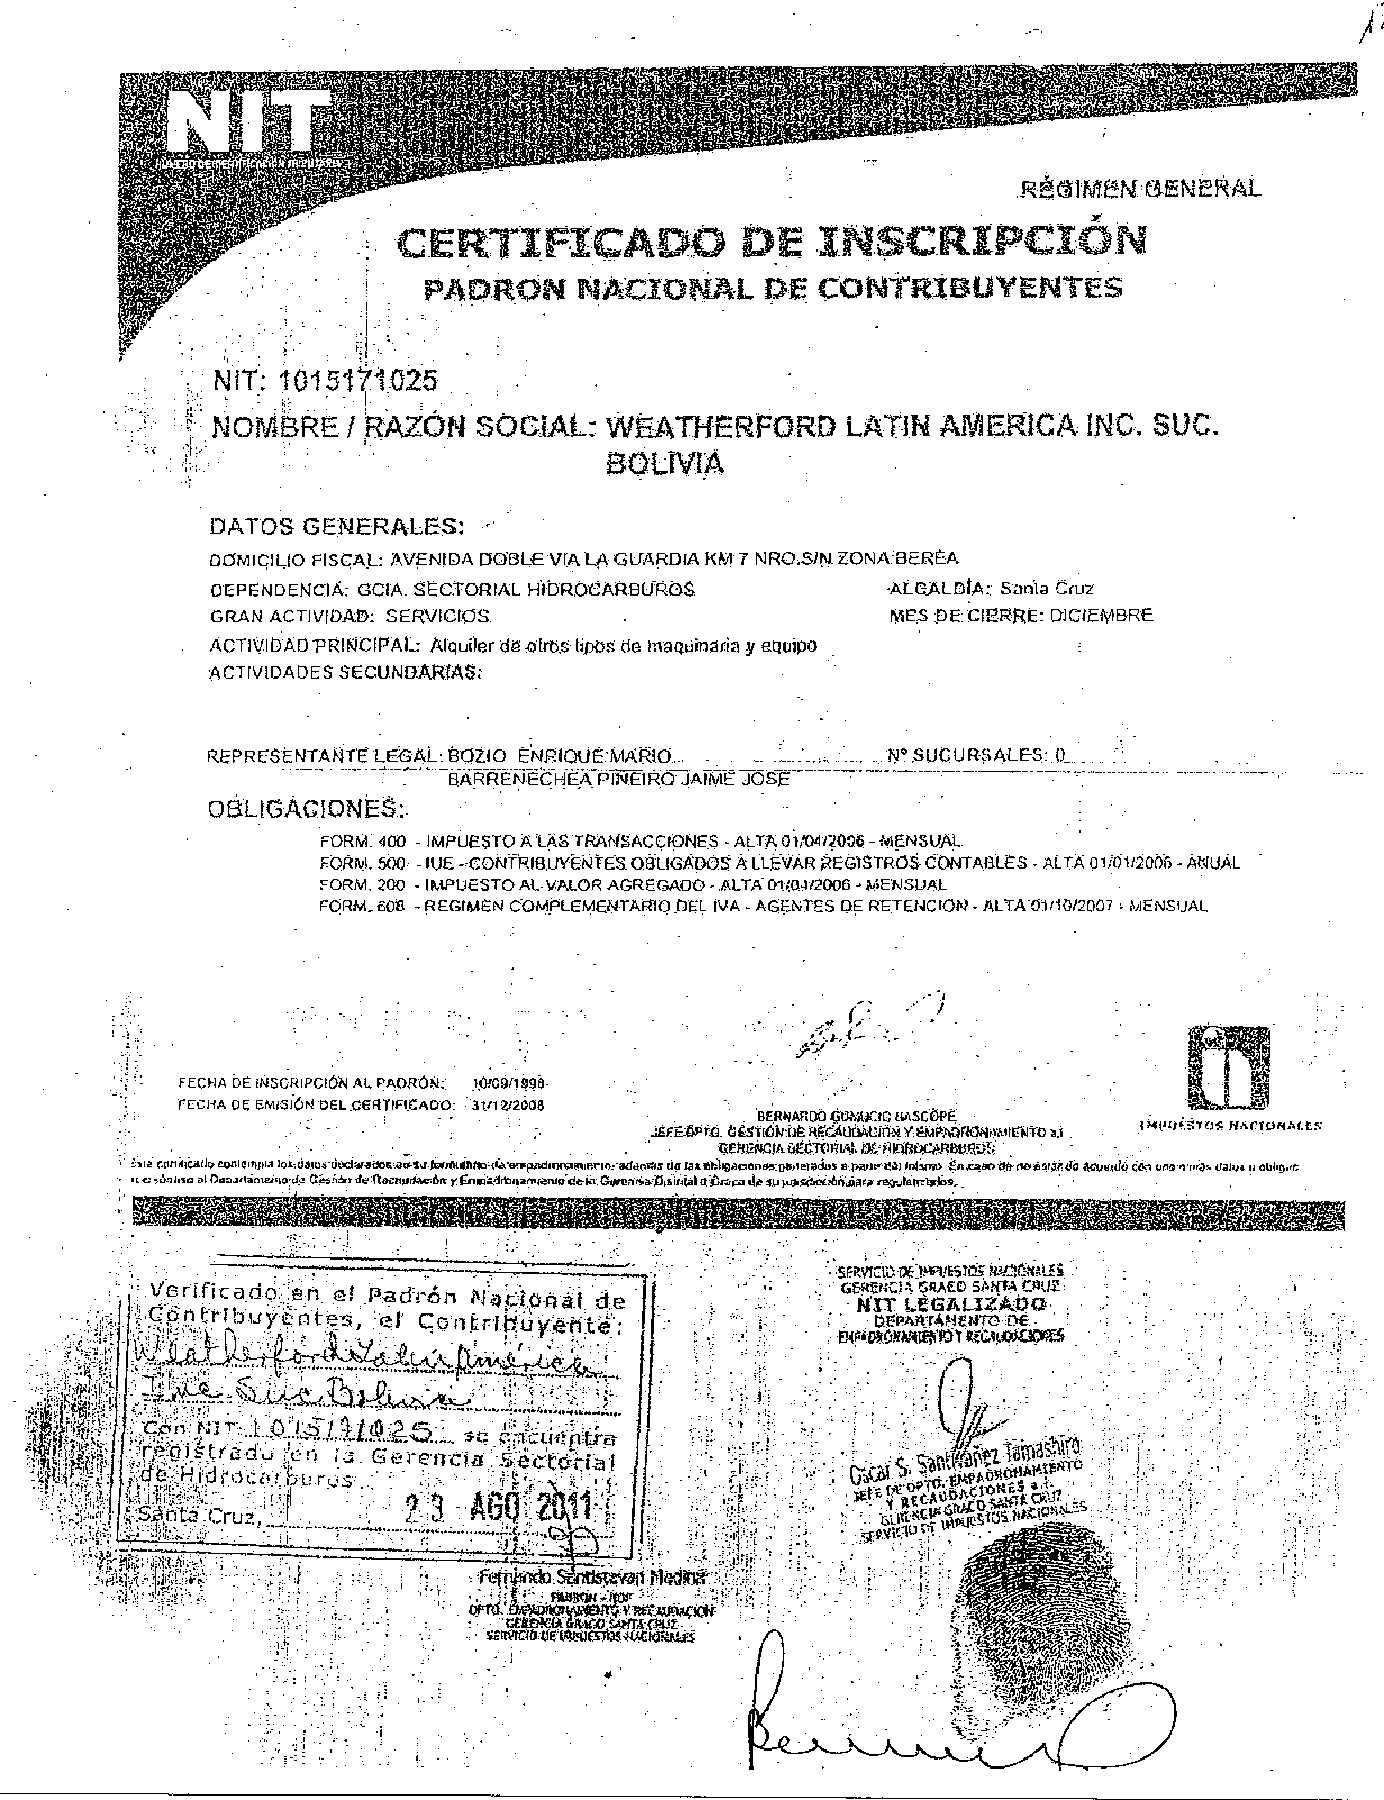 NIT
RÉGIMEN GENERAL
CERTIFICADO DE INSCRIPCIÓN
PADRON NACIONAL DE CONTRIBUYENTES
NIT: 1015171025
NOMBRE / RAZÓN SOCIAL: WEATHERFORD LATIN AMERICA INC. SUC.
BOLIVIA
DATOS GENERALES:
DOMICILIO FISCAL: AVENIDA DOBLE VIA LA GUARDIA KM 7 NRO.S/N ZONA BEREA
DEPENDENCIA: GCIA. SECTORIAL HIDROCARBUROS ALCALDÍA: Santa Cruz
GRAN ACTIVIDAD: SERVICIOS MES DE CIERRE: DICIEMBRE
ACTIVIDAD PRINCIPAL: Alquiler de otros tipos de maquinaria y equipo
ACTIVIDADES SECUNDARIAS:
REPRESENTANTE LEGAL: BOZIO ENRIQUE MARIO Nº SUCURSALES: 0
BARRENECHEA PIÑEIRO JAIME JOSE
OBLIGACIONES:
FORM. 400 - IMPUESTO A LAS TRANSACCIONES - ALTA 01/04/2006 - MENSUAL
FORM. 500 - IUE - CONTRIBUYENTES OBLIGADOS A LLEVAR REGISTROS CONTABLES - ALTA 01/01/2006 - ANUAL
FORM. 200 - IMPUESTO AL VALOR AGREGADO - ALTA 01/04/2006 - MENSUAL
FORM. 608 - REGIMEN COMPLEMENTARIO DEL IVA - AGENTES DE RETENCION - ALTA 01/10/2007 - MENSUAL
FECHA DE INSCRIPCIÓN AL PADRÓN:
FECHA DE EMISIÓN DEL CERTIFICADO: 31/12/2008
BERNARDO GUMUCIO BASCOPE
JEFE DPTO. GESTIÓN DE RECAUDACIÓN Y EMPADRONAMIENTO a.i
GERENCIA SECTORIAL DE HIDROCARBUROS
IMPUESTOS NACIONALES
Este certificado contempla los datos declarados en su formulario de empadronamiento; además de las obligaciones generados a partir del mismo. En caso de no estar de acuerdo con uno o más datos u obligac
Departamento de Gestión de Recaudación y Empadronamiento de la Gerencia Distrital o Graco de su jurisdicción para regularizarlos.
Verificado en el Padrón Nacional de
Contribuyentes, el Contribuyente:
Weatherford Latin América
Inc Suc. Bolivia
Con NIT 1015171025 se encuentra
registrado en la Gerencia Sectorial
de Hidrocarburos
Santa Cruz, 23 AGO 2011
Fernando Santistevan Medina
DPTO. EMPADRONAMIENTO Y RECAUDACION
GERENCIA GRACO SANTA CRUZ
SERVICIO DE IMPUESTOS NACIONALES
SERVICIO DE IMPUESTOS NACIONALES
GERENCIA GRACO SANTA CRUZ
NIT LEGALIZADO
DEPARTAMENTO DE
EMPADRONAMIENTO Y RECAUDACIONES
Oscar S. Santivañez Tamashiro
JEFE DE DPTO. EMPADRONAMIENTO
Y RECAUDACIONES a.i.
GERENCIA GRACO SANTA CRUZ
SERVICIO DE IMPUESTOS NACIONALES